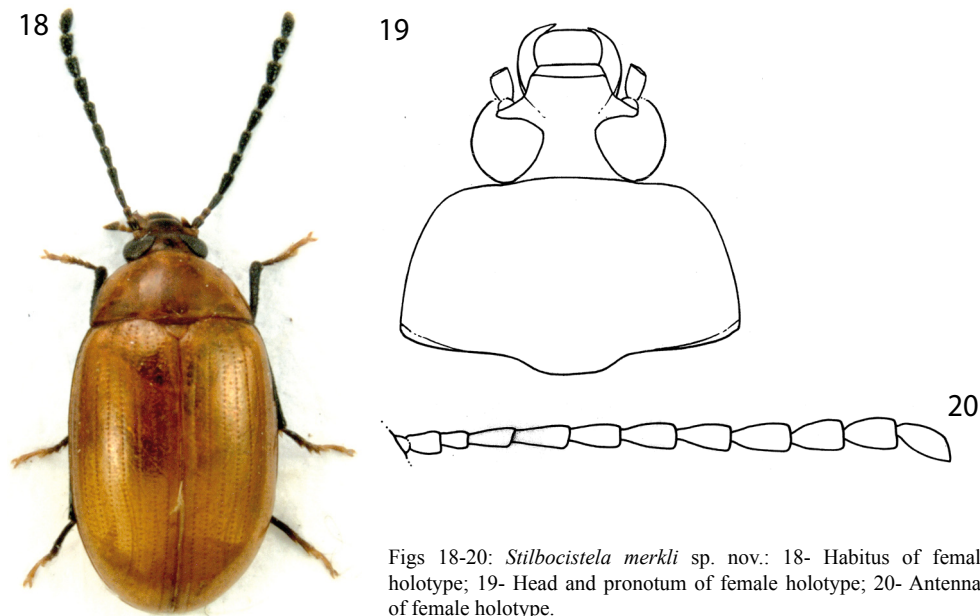 18
19
20
Figs 18-20: Stilbocistela merkli sp. nov.: 18- Habitus of femal
holotype; 19- Head and pronotum of female holotype; 20- Antenna
of female holotype.